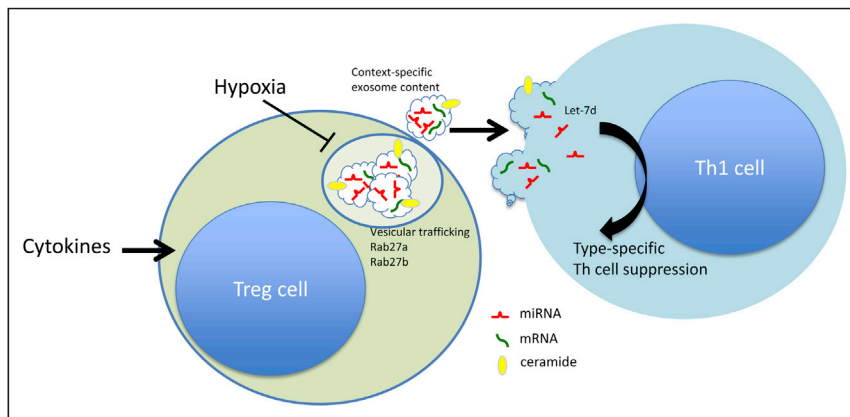 Hypoxia
Context-specific
exosome content
Let-7d
Th1 cell
Cytokines
Vesicular trafficking
Rab27a
Rab27b
Treg cell
Type-specific
Th cell suppression
miRNA
mRNA
ceramide